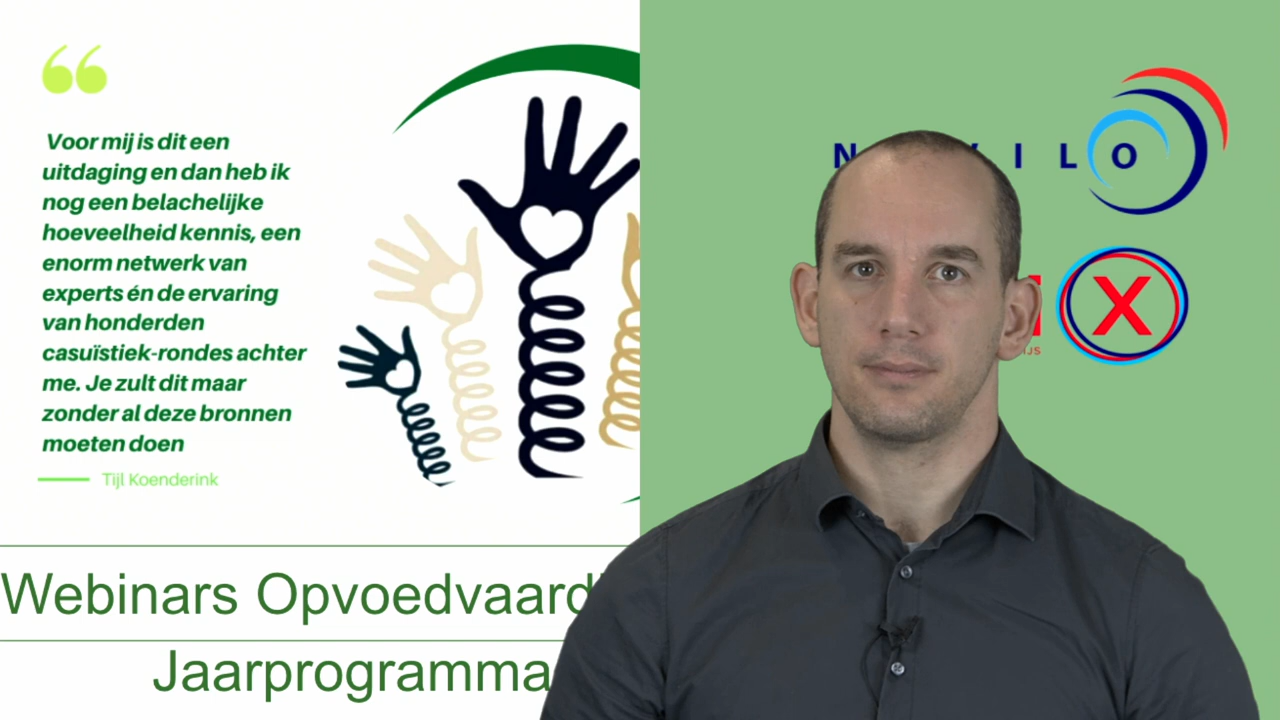 Voor mij is dit een
uitdaging en dan heb ik
nog een belachelijke
hoeveelheid kennis, een
enorm netwerk van
experts én de ervaring
van honderden
casuïstiek-rondes achter
me. Je zult dit maar
zonder al deze bronnen
moeten doen
Tijl Koenderink
Webinars Opvoedvaard
Jaarprogramma
N V I L O
X
IJS